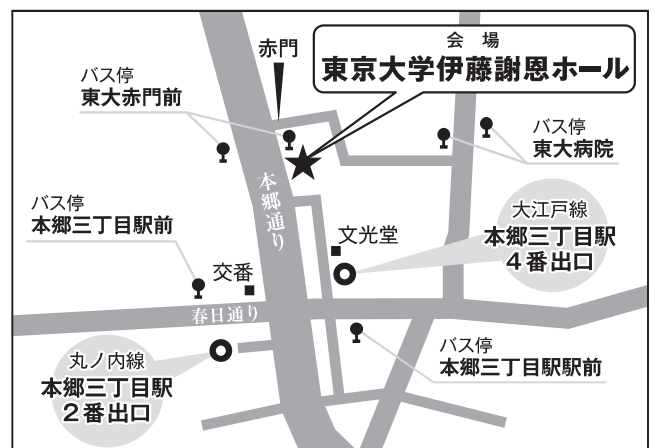 会場
東京大学伊藤謝恩ホール
赤門
バス停
東大赤門前
バス停
東大病院
本郷通り
バス停
本郷三丁目駅前
大江戸線
本郷三丁目駅
4番出口
文光堂
交番
春日通り
丸ノ内線
本郷三丁目駅
2番出口
バス停
本郷三丁目駅駅前